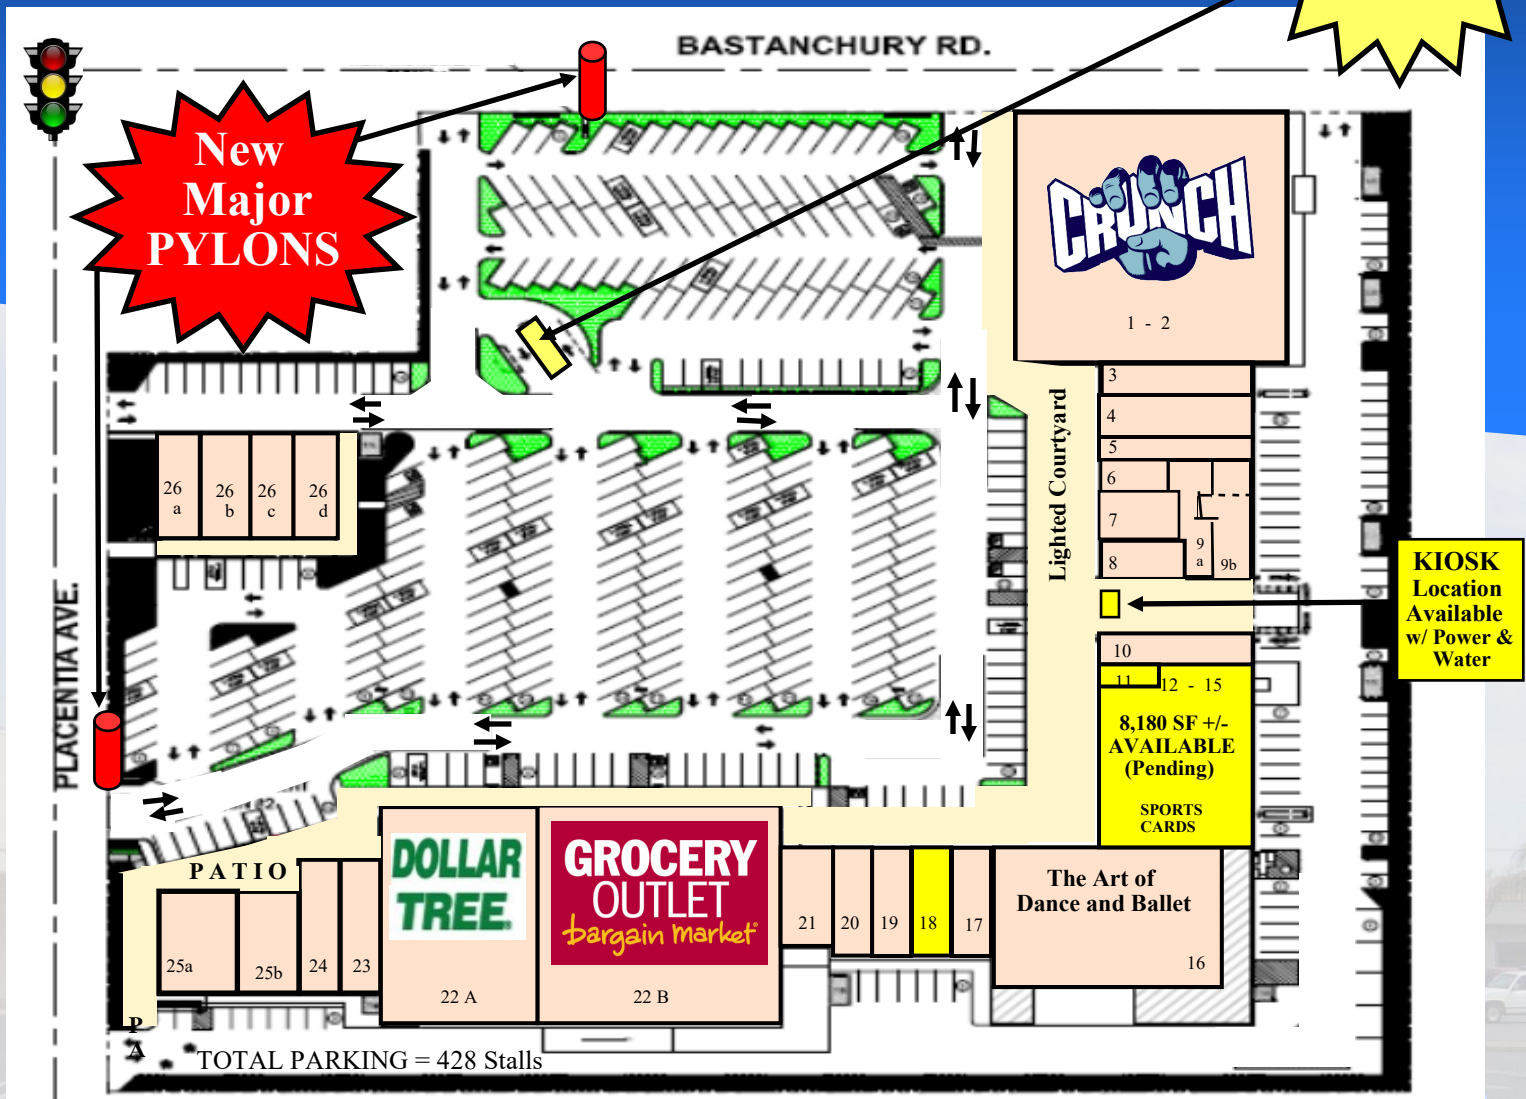 BASTANCHURY RD.
New
Major
PYLONS
CRUNCH
1 - 2
3
4
5
6
7
8
9
a
9b
Lighted Courtyard
26
a
26
b
26
c
26
d
PLACENTIA AVE.
KIOSK
Location
Available
w/ Power &
Water
10
11
12 - 15
8,180 SF +/-
AVAILABLE
(Pending)
SPORTS
CARDS
PATIO
DOLLAR
TREE
22 A
GROCERY
OUTLET
bargain market
22 B
21
20
19
18
17
The Art of
Dance and Ballet
16
25a
25b
24
23
P
A
TOTAL PARKING = 428 Stalls